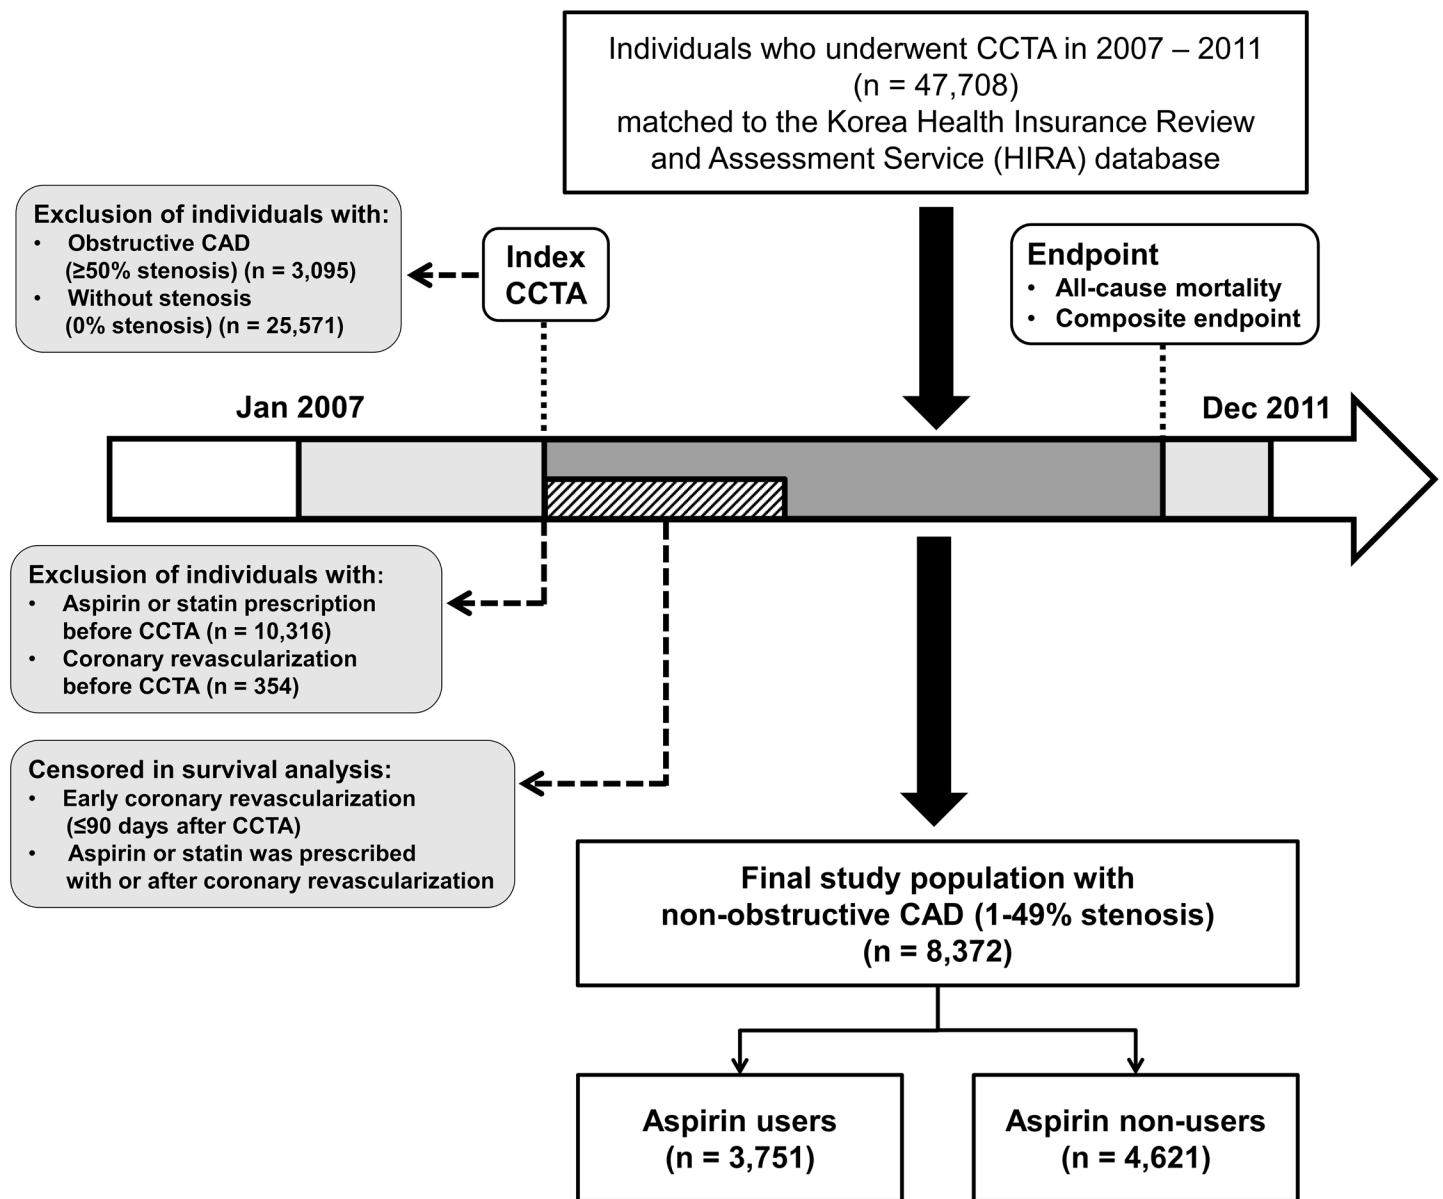 Individuals who underwent CCTA in 2007 – 2011
(n = 47,708)
matched to the Korea Health Insurance Review
and Assessment Service (HIRA) database
Exclusion of individuals with:
• Obstructive CAD
(≥50% stenosis) (n = 3,095)
• Without stenosis
(0% stenosis) (n = 25,571)
Index
CCTA
Endpoint
• All-cause mortality
• Composite endpoint
Jan 2007
Dec 2011
Exclusion of individuals with:
• Aspirin or statin prescription
before CCTA (n = 10,316)
• Coronary revascularization
before CCTA (n = 354)
Censored in survival analysis:
• Early coronary revascularization
(≤90 days after CCTA)
• Aspirin or statin was prescribed
with or after coronary revascularization
Final study population with
non-obstructive CAD (1-49% stenosis)
(n = 8,372)
Aspirin users
(n = 3,751)
Aspirin non-users
(n = 4,621)